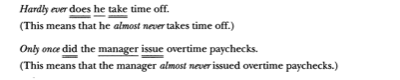 Hardly ever does he take time off.
(This means that he almost never takes time off.)
Only once did the manager issue overtime paychecks.
(This means that the manager almost never issued overtime paychecks.)